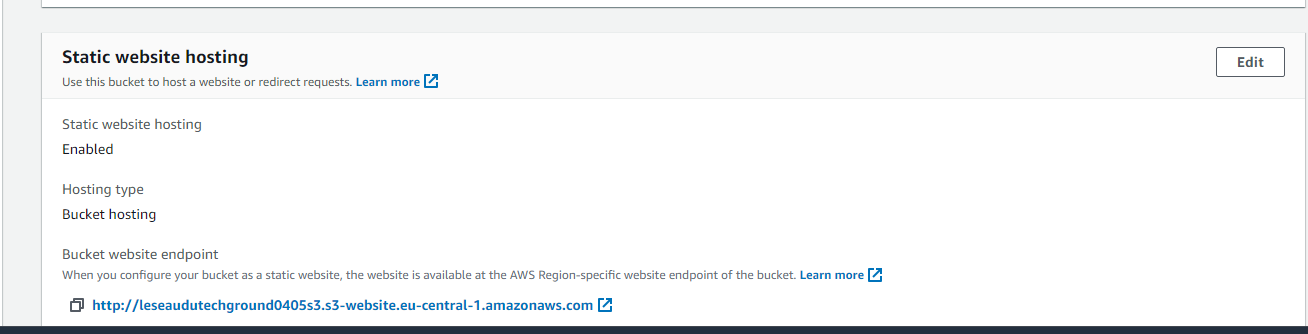 Static website hosting
Edit
Use this bucket to host a website or redirect requests. Learn more
Static website hosting
Enabled
Hosting type
Bucket hosting
Bucket website endpoint
When you configure your bucket as a static website, the website is available at the AWS Region-specific website endpoint of the bucket. Learn more
http://leseaudutechground0405s3.s3-website.eu-central-1.amazonaws.com